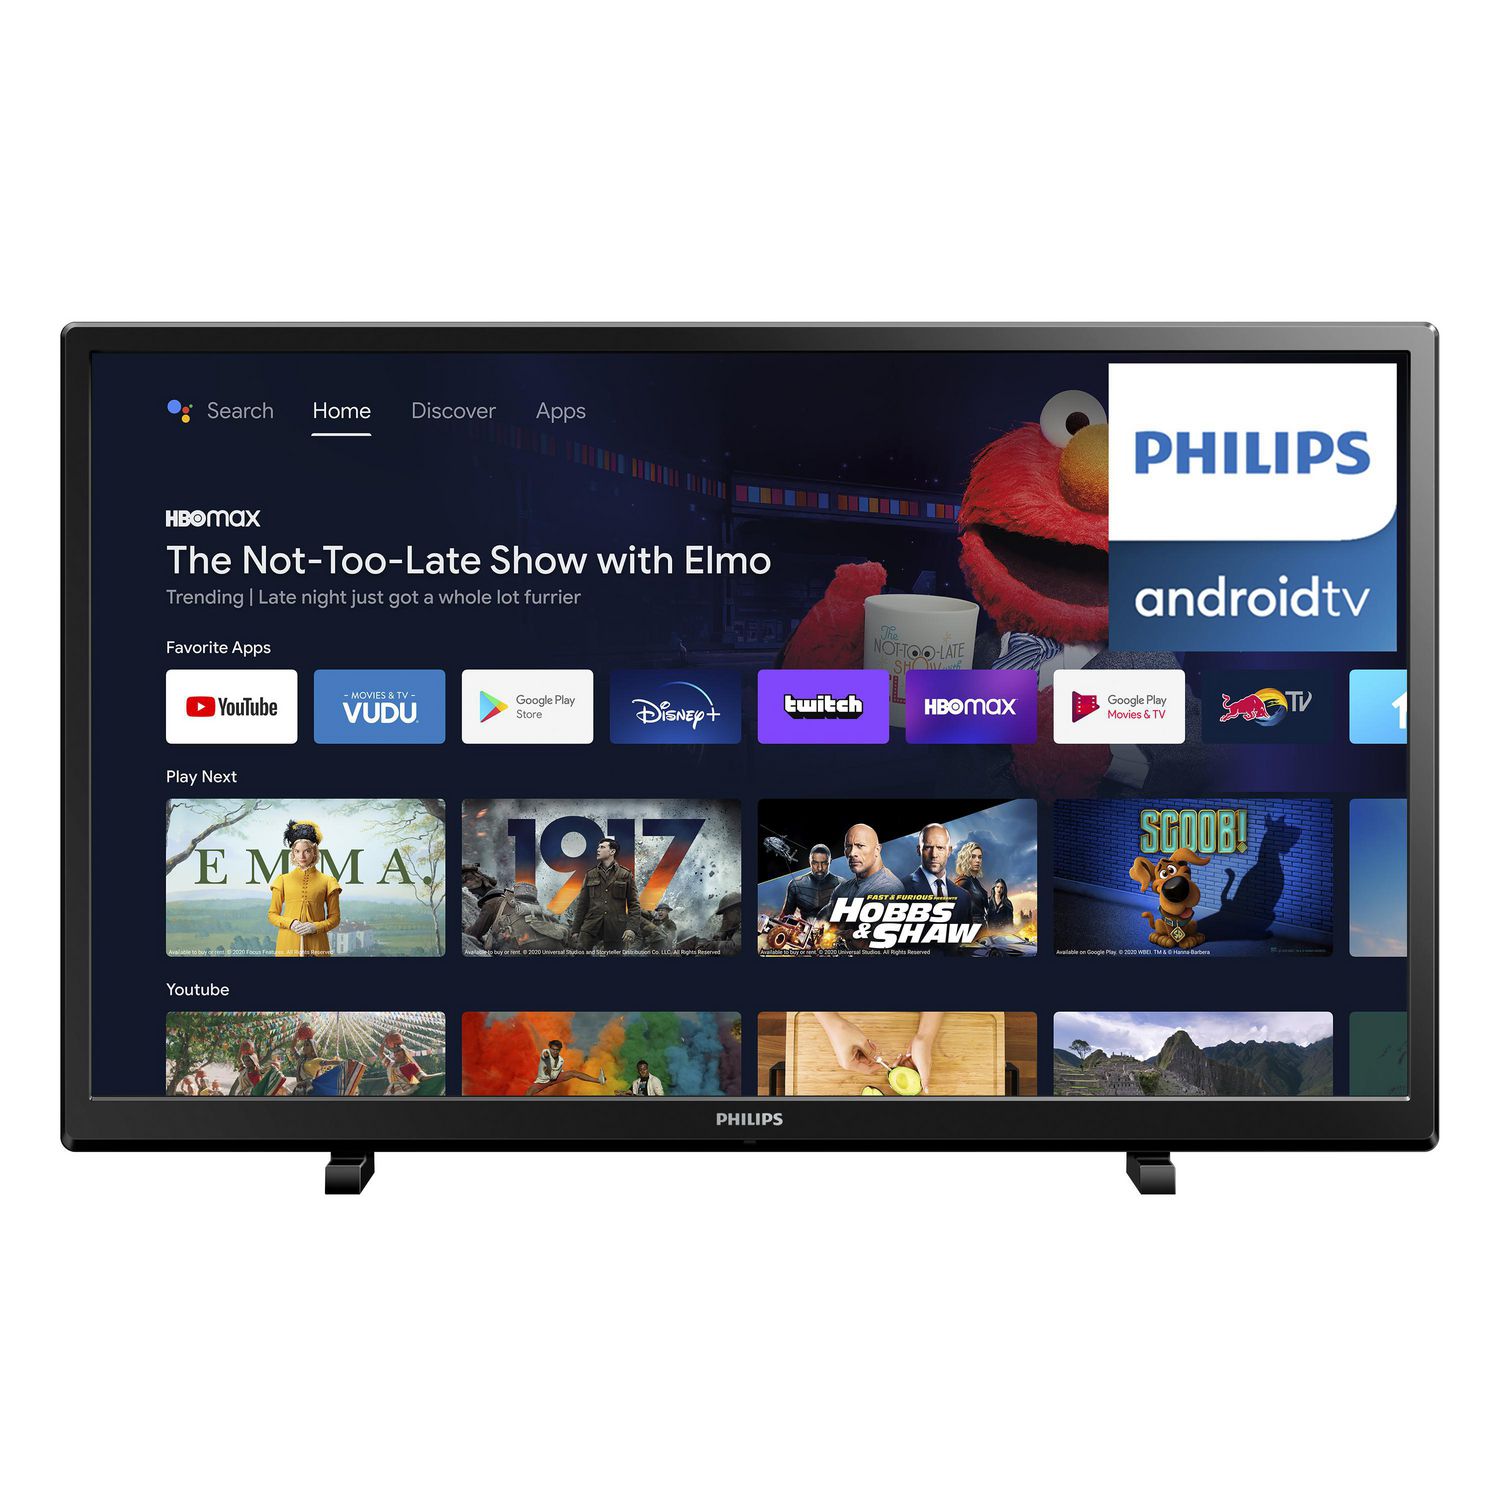 Search Home Discover Apps
PHILIPS
androidtv
HBOmax
The Not-Too-Late Show with Elmo
Trending | Late night just got a whole lot furrier
The
NOT-TOO-LATE
SHOW with
Favorite Apps
YouTube
- MOVIES & TV -
VUDU
Google Play
Store
Disney+
twitch
HBOmax
Google Play
Movies & TV
TV
Play Next
EMMA.
Available to buy or rent. © 2020 Focus Features. All Rights Reserved
1917
Available to buy or rent. © 2020 Universal Studios and Storyteller Distribution Co. LLC. All Rights Reserved
FAST & FURIOUS PRESENTS
HOBBS
& SHAW
Available to buy or rent. © 2020 Universal Studios. All Rights Reserved
SCOOB!
Available on Google Play. © 2020 WBEI. TM & © Hanna-Barbera
Youtube
PHILIPS